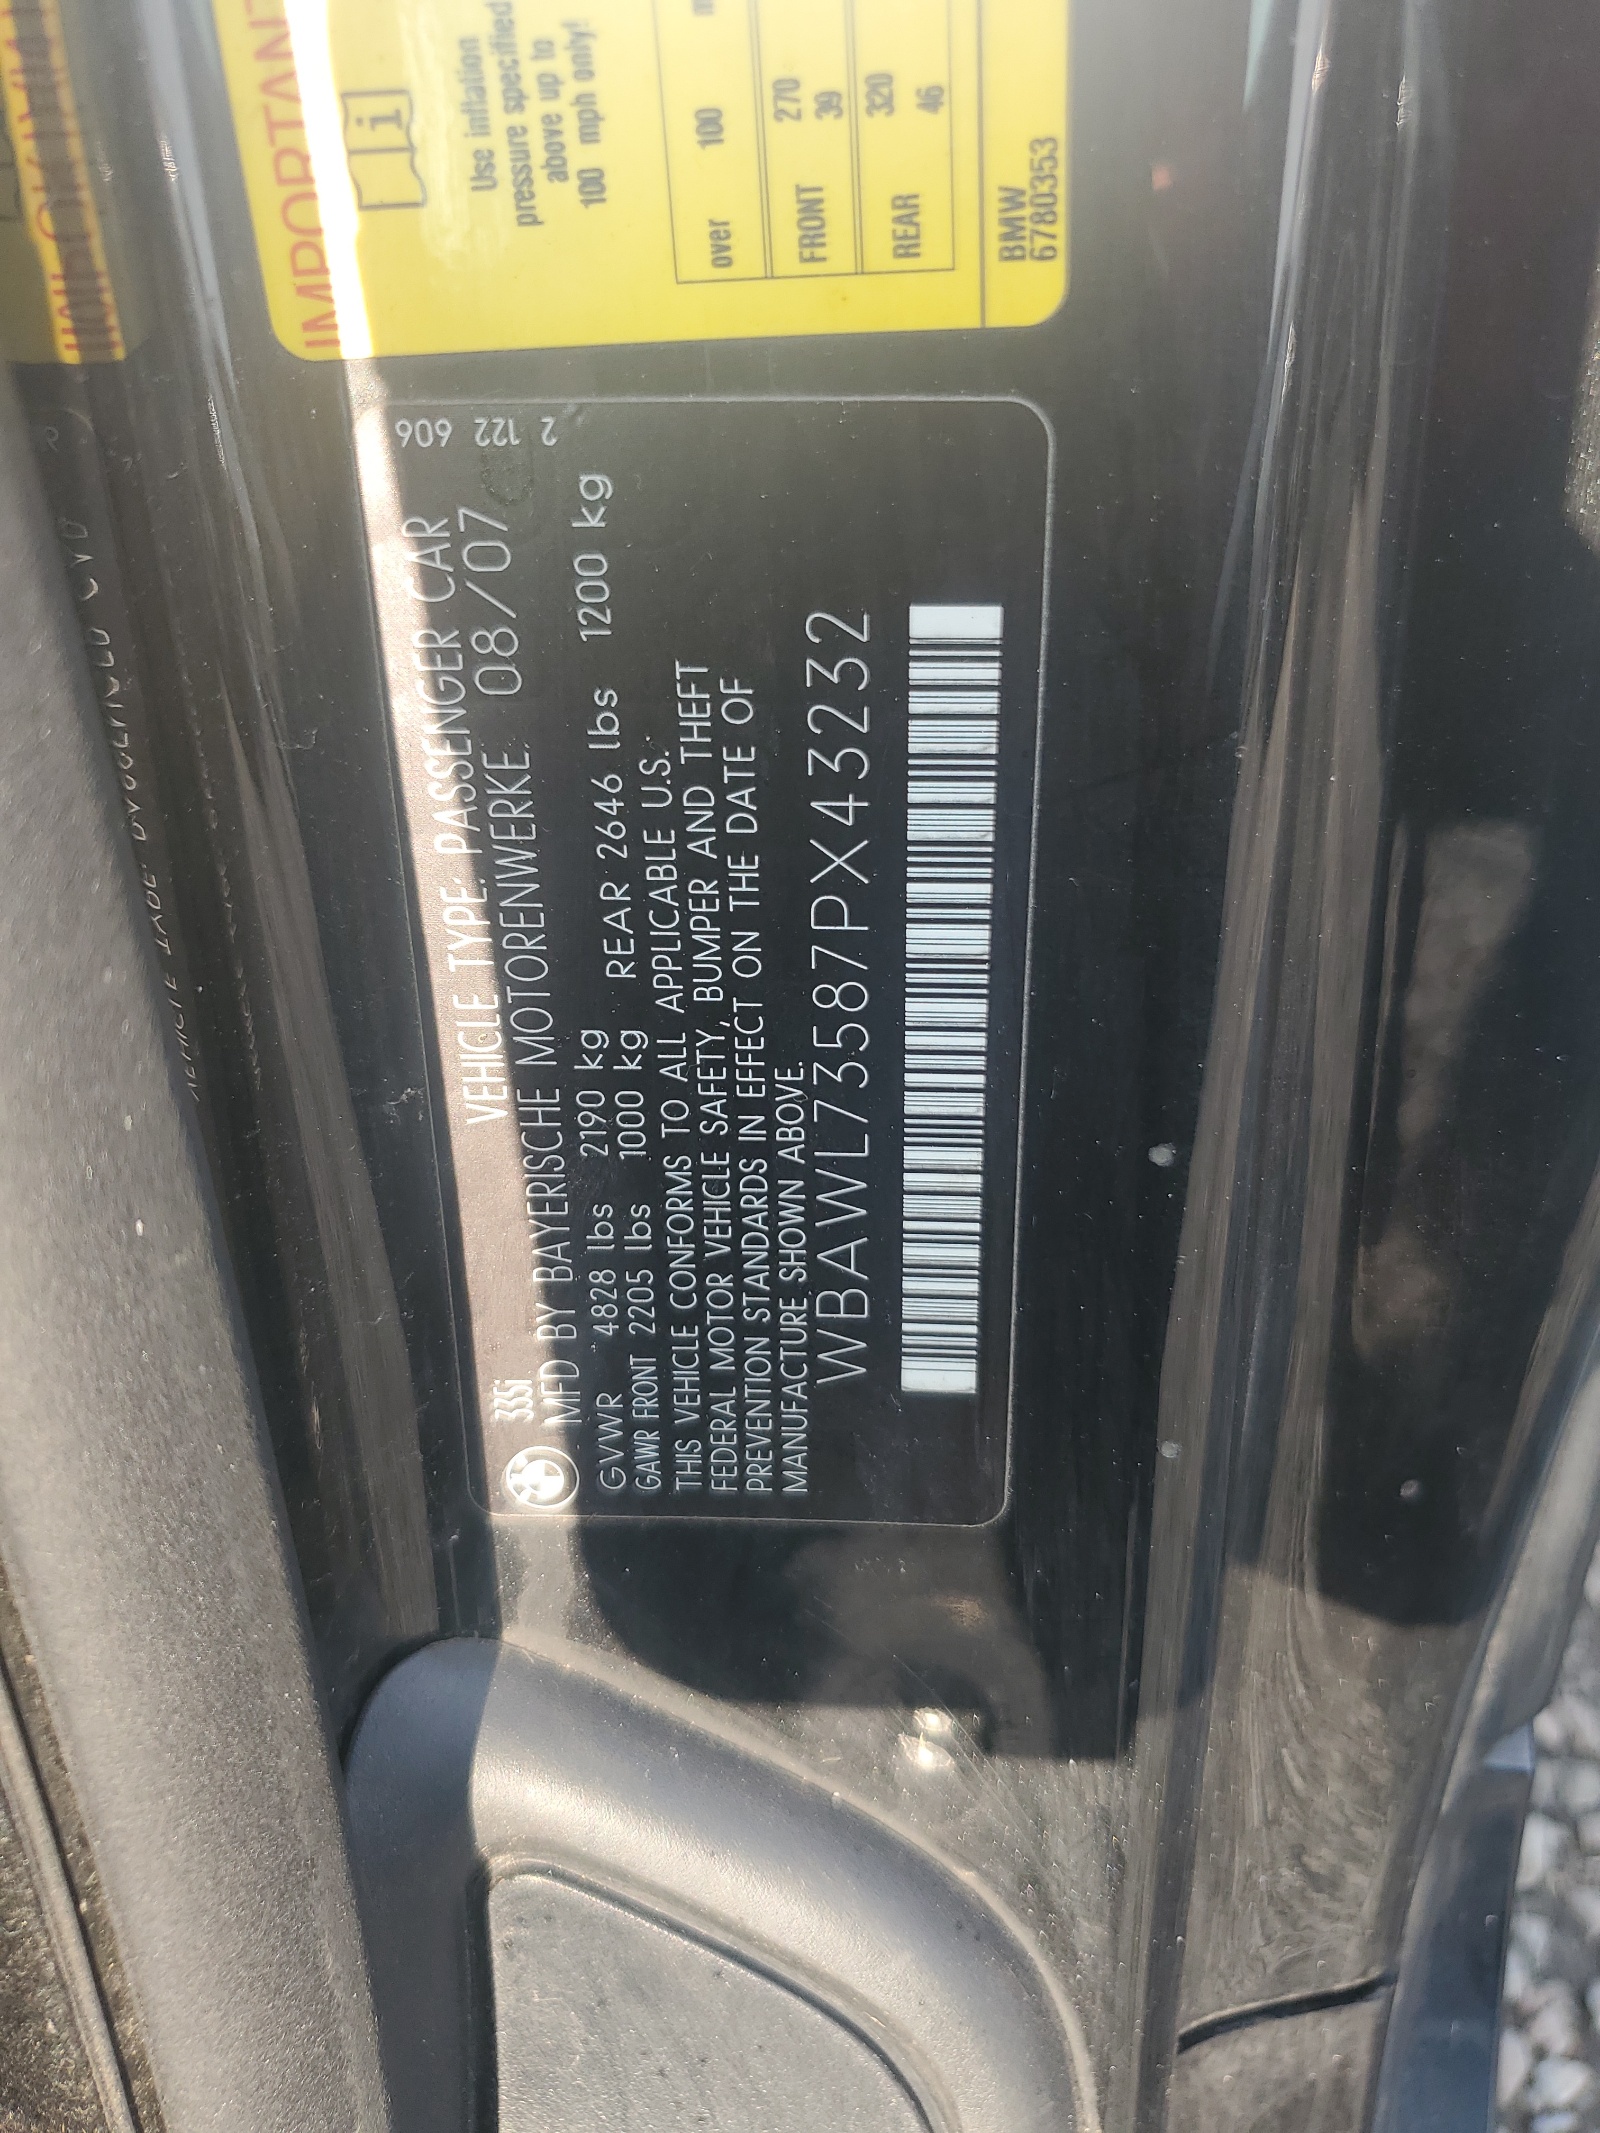 335i
VEHICLE TYPE: PASSENGER CAR
MFD BY BAYERISCHE MOTORENWERKE 08/07
GVWR 4828 lbs 2190 kg
GAWR FRONT 2205 lbs 1000 kg REAR 2646 lbs 1200 kg
THIS VEHICLE CONFORMS TO ALL APPLICABLE U.S.
FEDERAL MOTOR VEHICLE SAFETY, BUMPER AND THEFT
PREVENTION STANDARDS IN EFFECT ON THE DATE OF
MANUFACTURE SHOWN ABOVE.
WBAWL73587PX43232
2 122 606
IMPORTANT
i
Use inflation
pressure specified
above up to
100 mph only!
over 100
FRONT 270
39
REAR 320
46
BMW
6780353